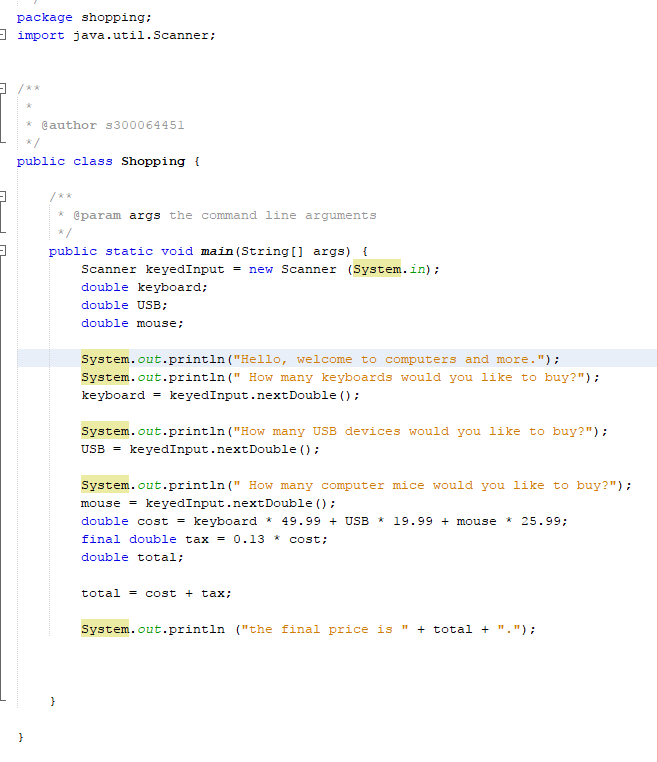 */
package shopping;
import java.util.Scanner;
/**
*
* @author s300064451
*/
public class Shopping {
/**
* @param args the command line arguments
*/
public static void main(String[] args) {
Scanner keyedInput = new Scanner (System.in);
double keyboard;
double USB;
double mouse;
System.out.println("Hello, welcome to computers and more.");
System.out.println(" How many keyboards would you like to buy?");
keyboard = keyedInput.nextDouble();
System.out.println("How many USB devices would you like to buy?");
USB = keyedInput.nextDouble();
System.out.println(" How many computer mice would you like to buy?");
mouse = keyedInput.nextDouble();
double cost = keyboard * 49.99 + USB * 19.99 + mouse * 25.99;
final double tax = 0.13 * cost;
double total;
total = cost + tax;
System.out.println ("the final price is " + total + ".");
}
}